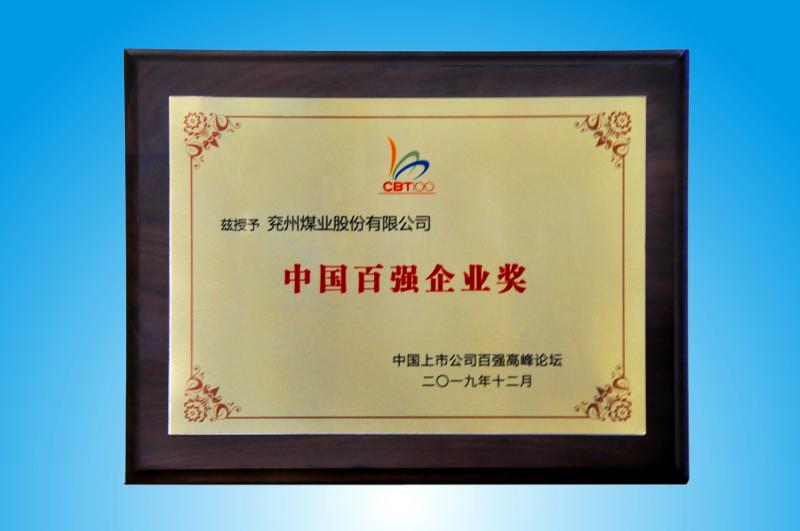 CBT100
兹授予 兖州煤业股份有限公司
中国百强企业奖
中国上市公司百强高峰论坛
二〇一九年十二月